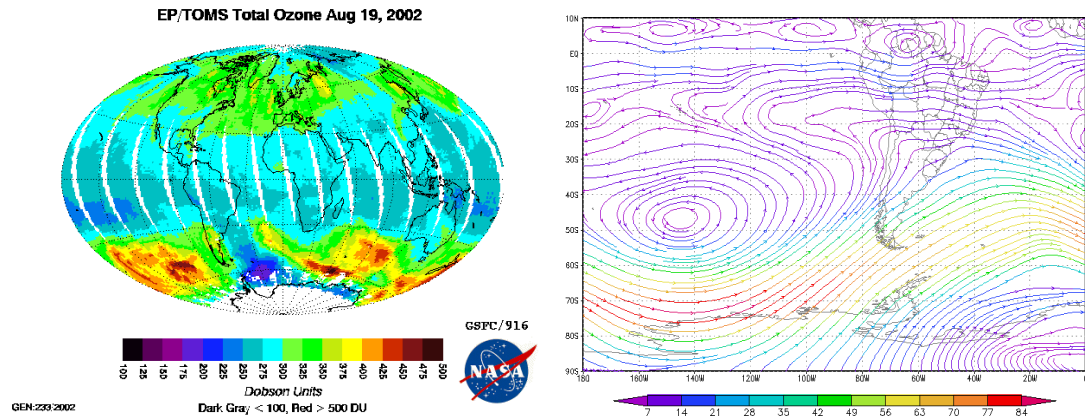 EP/TOMS Total Ozone Aug 19, 2002
GSFC/916
NASA
100 125 150 175 200 225 250 275 300 325 350 375 400 425 450 475 500
Dobson Units
GEN:233/2002
Dark Gray < 100, Red > 500 DU
10N
EQ
10S
20S
30S
40S
50S
60S
70S
80S
90S
180 160W 140W 120W 100W 80W 60W 40W 20W 0
7 14 21 28 35 42 49 56 63 70 77 84